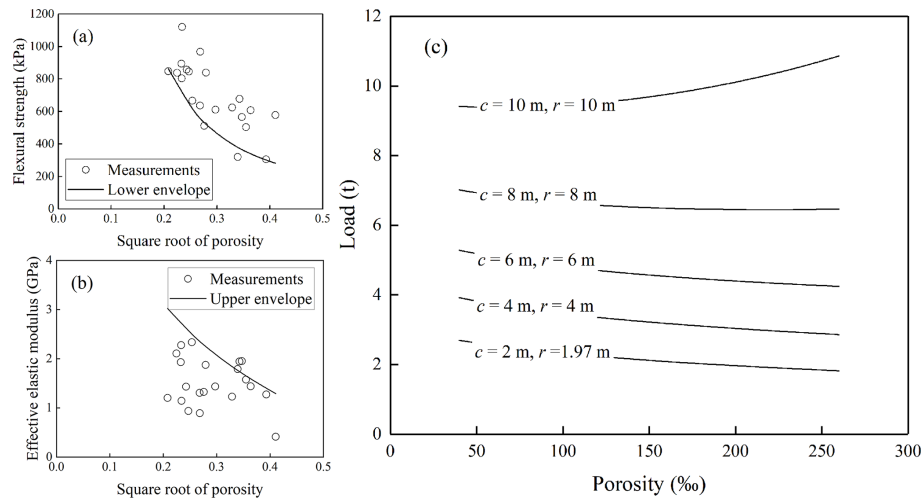 (a)
Flexural strength (kPa)
1200
1000
800
600
400
200
0
Measurements
Lower envelope
0.0 0.1 0.2 0.3 0.4 0.5
Square root of porosity
(b)
Effective elastic modulus (GPa)
4
3
2
1
0
Measurements
Upper envelope
0.0 0.1 0.2 0.3 0.4 0.5
Square root of porosity
(c)
Load (t)
12
10
8
6
4
2
0
c = 10 m, r = 10 m
c = 8 m, r = 8 m
c = 6 m, r = 6 m
c = 4 m, r = 4 m
c = 2 m, r =1.97 m
0 50 100 150 200 250 300
Porosity (‰)